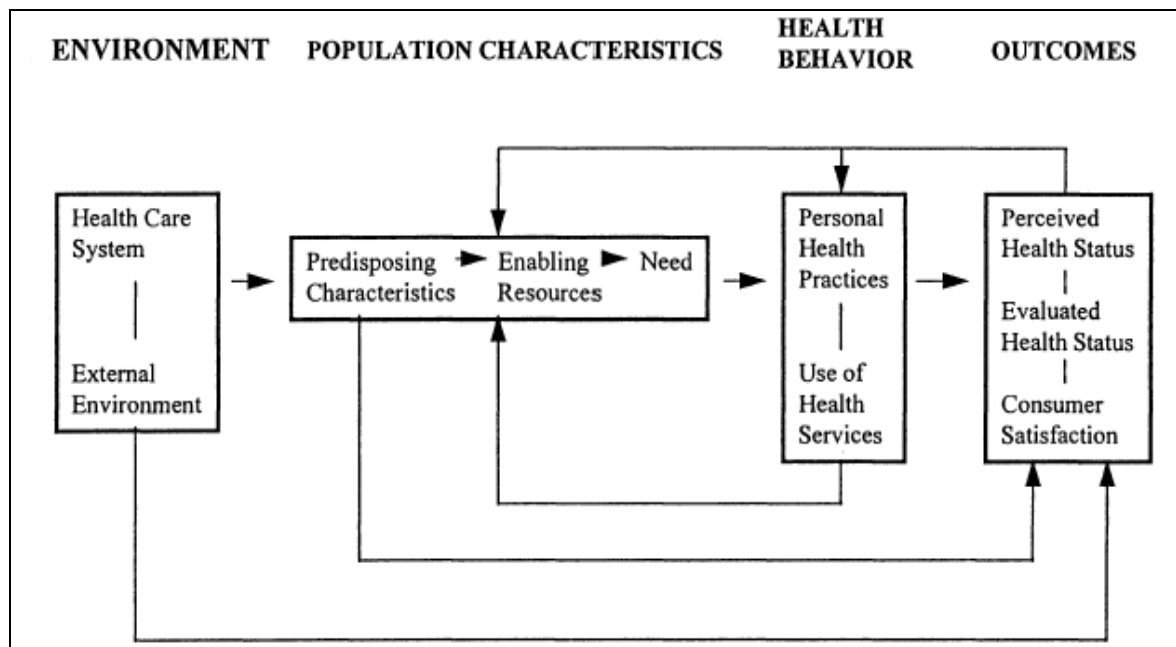 ENVIRONMENT
POPULATION CHARACTERISTICS
HEALTH
BEHAVIOR
OUTCOMES
Health Care
System
External
Environment
Predisposing
Characteristics
Enabling
Resources
Need
Personal
Health
Practices
Use of
Health
Services
Perceived
Health Status
Evaluated
Health Status
Consumer
Satisfaction